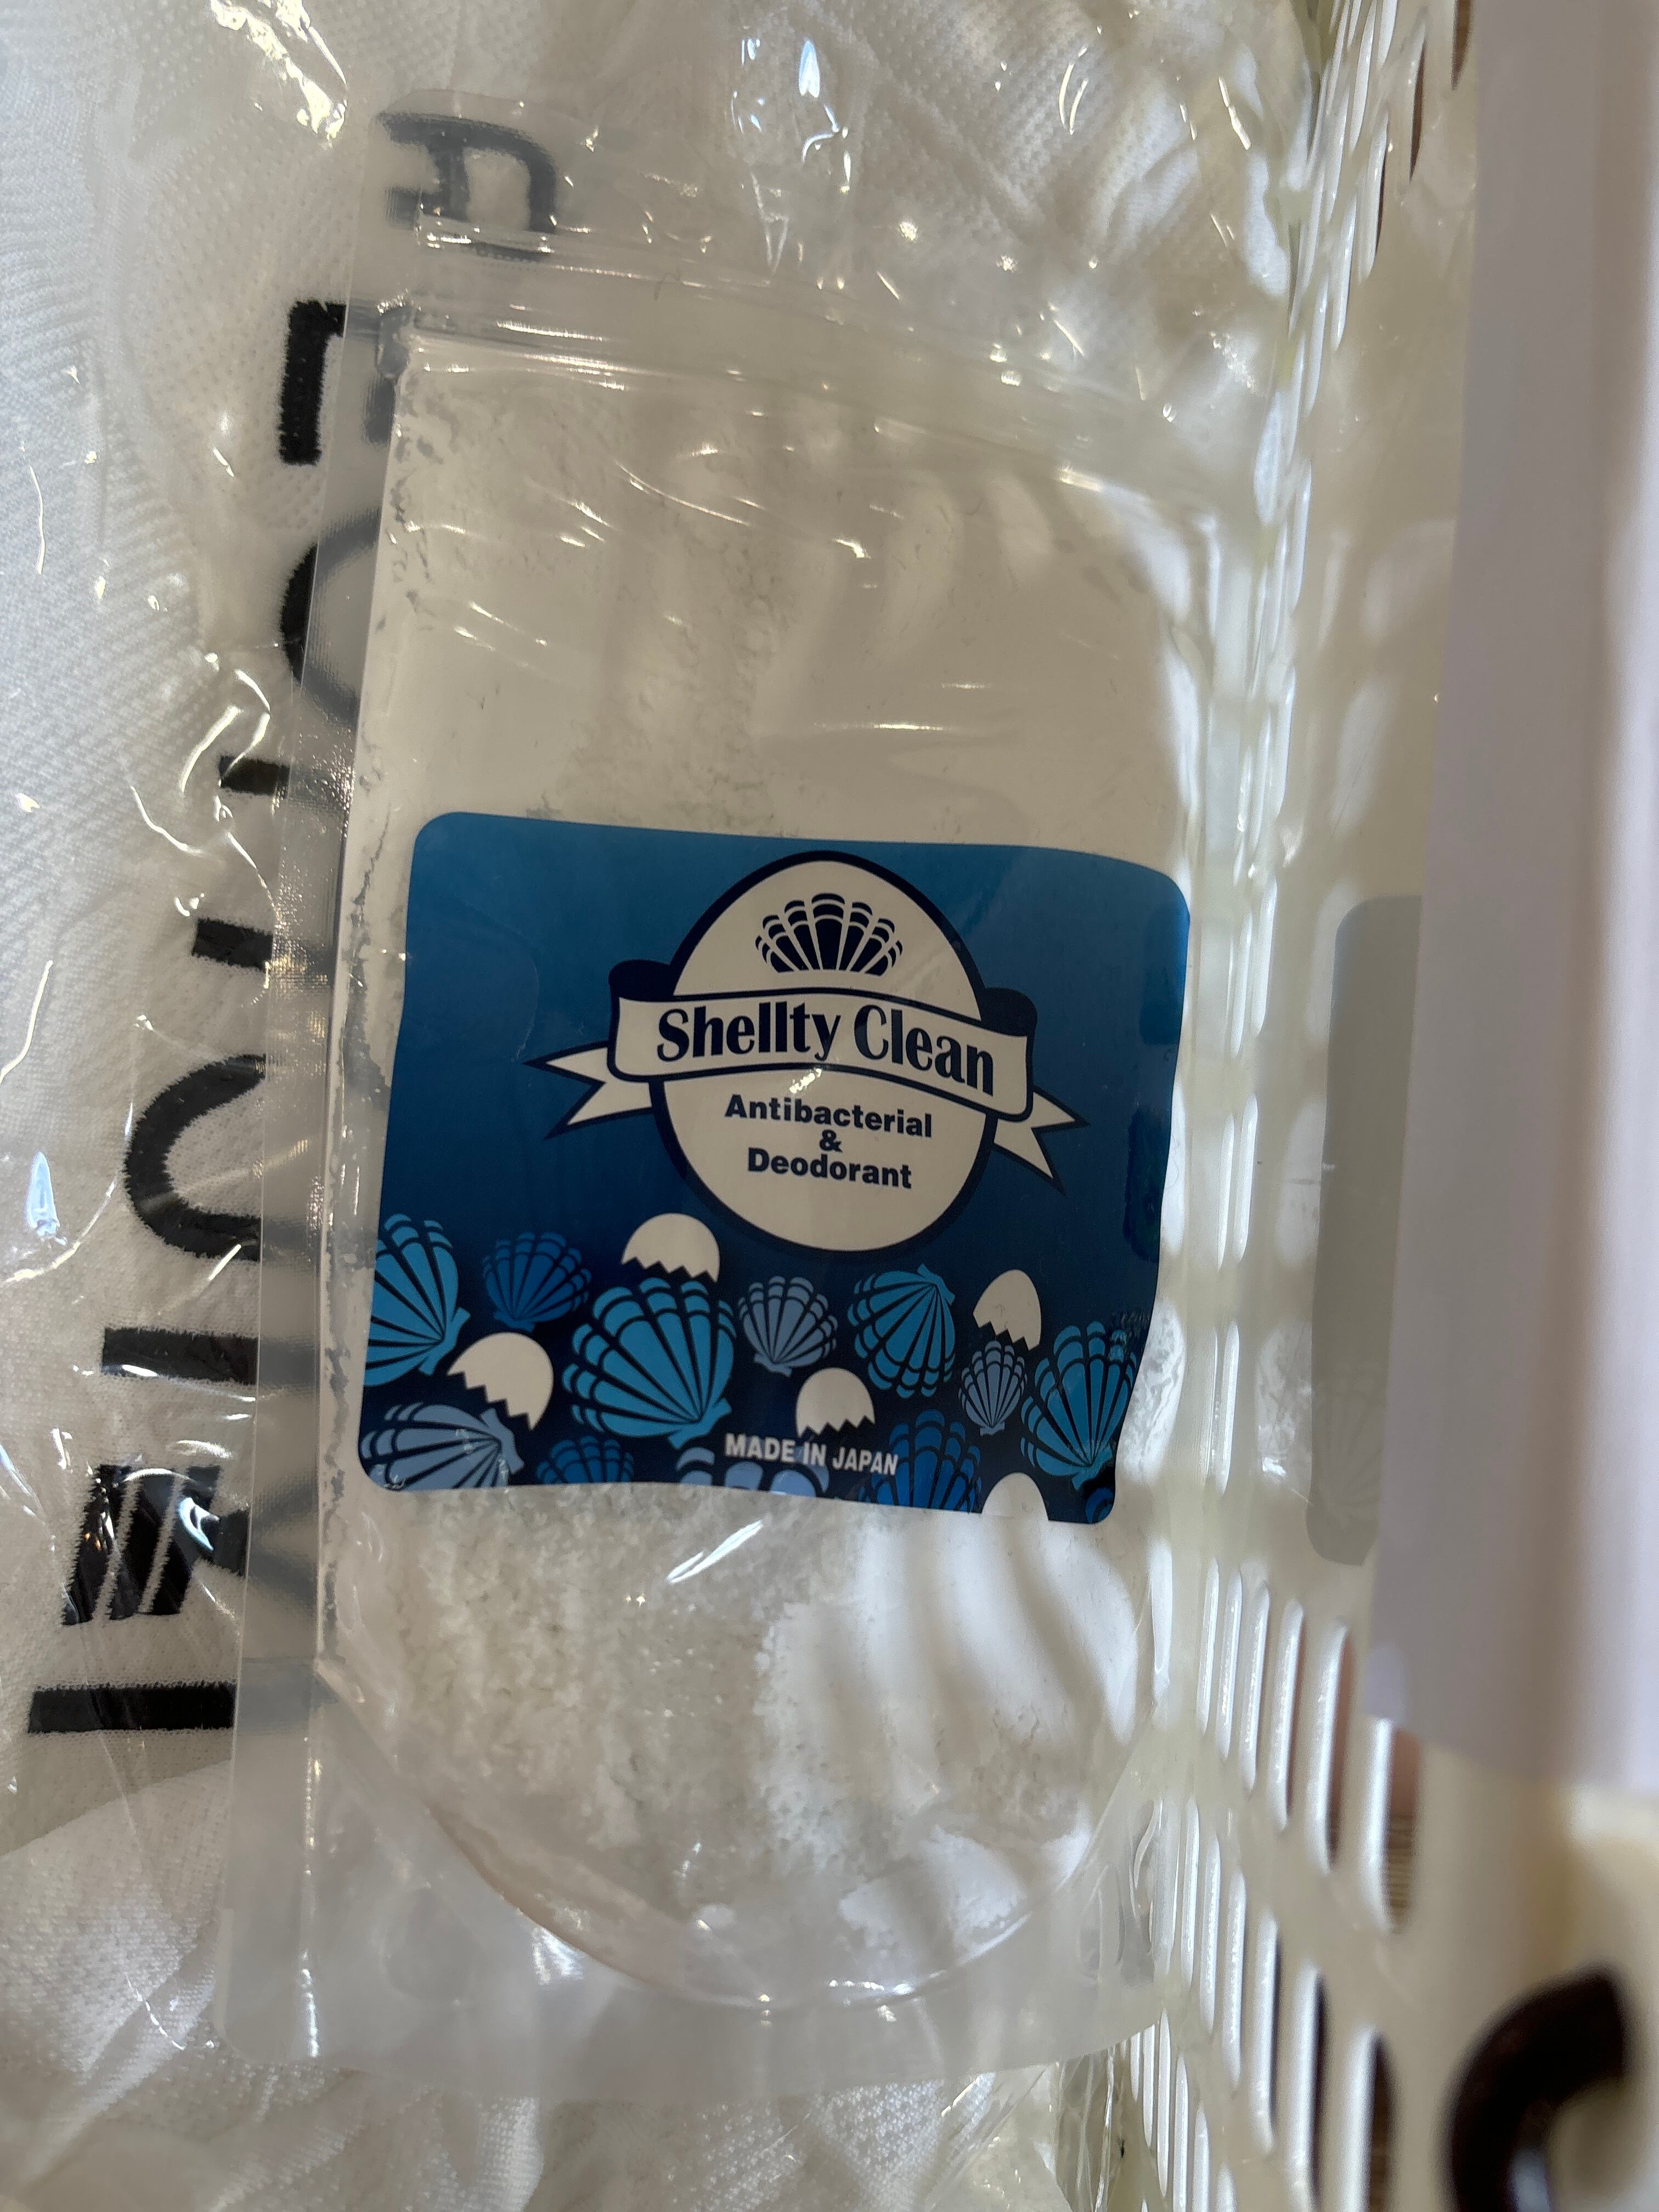 Shellty Clean
Antibacterial
&
Deodorant
MADE IN JAPAN